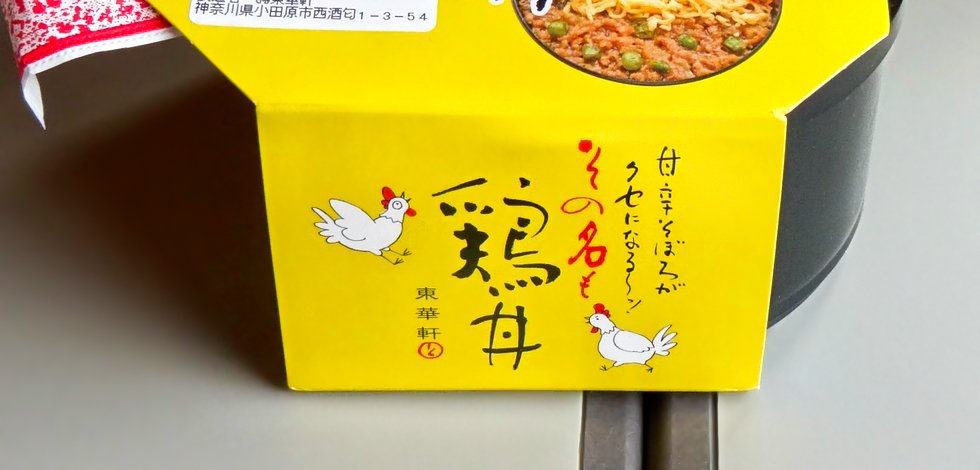 神奈川県小田原市西酒匂1-3-54
甘辛そぼろが
クセになる〜ン!
その名も
鶏丼
東華軒